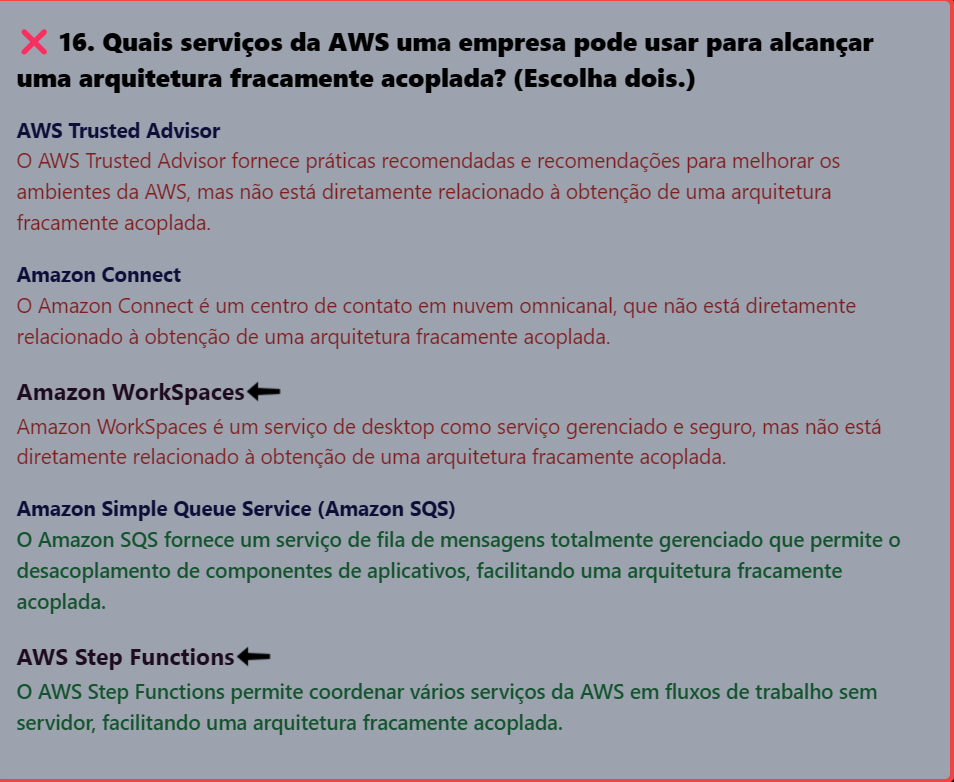 ❌ 16. Quais serviços da AWS uma empresa pode usar para alcançar
uma arquitetura fracamente acoplada? (Escolha dois.)
AWS Trusted Advisor
O AWS Trusted Advisor fornece práticas recomendadas e recomendações para melhorar os
ambientes da AWS, mas não está diretamente relacionado à obtenção de uma arquitetura
fracamente acoplada.
Amazon Connect
O Amazon Connect é um centro de contato em nuvem omnicanal, que não está diretamente
relacionado à obtenção de uma arquitetura fracamente acoplada.
Amazon WorkSpaces
Amazon WorkSpaces é um serviço de desktop como serviço gerenciado e seguro, mas não está
diretamente relacionado à obtenção de uma arquitetura fracamente acoplada.
Amazon Simple Queue Service (Amazon SQS)
O Amazon SQS fornece um serviço de fila de mensagens totalmente gerenciado que permite o
desacoplamento de componentes de aplicativos, facilitando uma arquitetura fracamente
acoplada.
AWS Step Functions
O AWS Step Functions permite coordenar vários serviços da AWS em fluxos de trabalho sem
servidor, facilitando uma arquitetura fracamente acoplada.